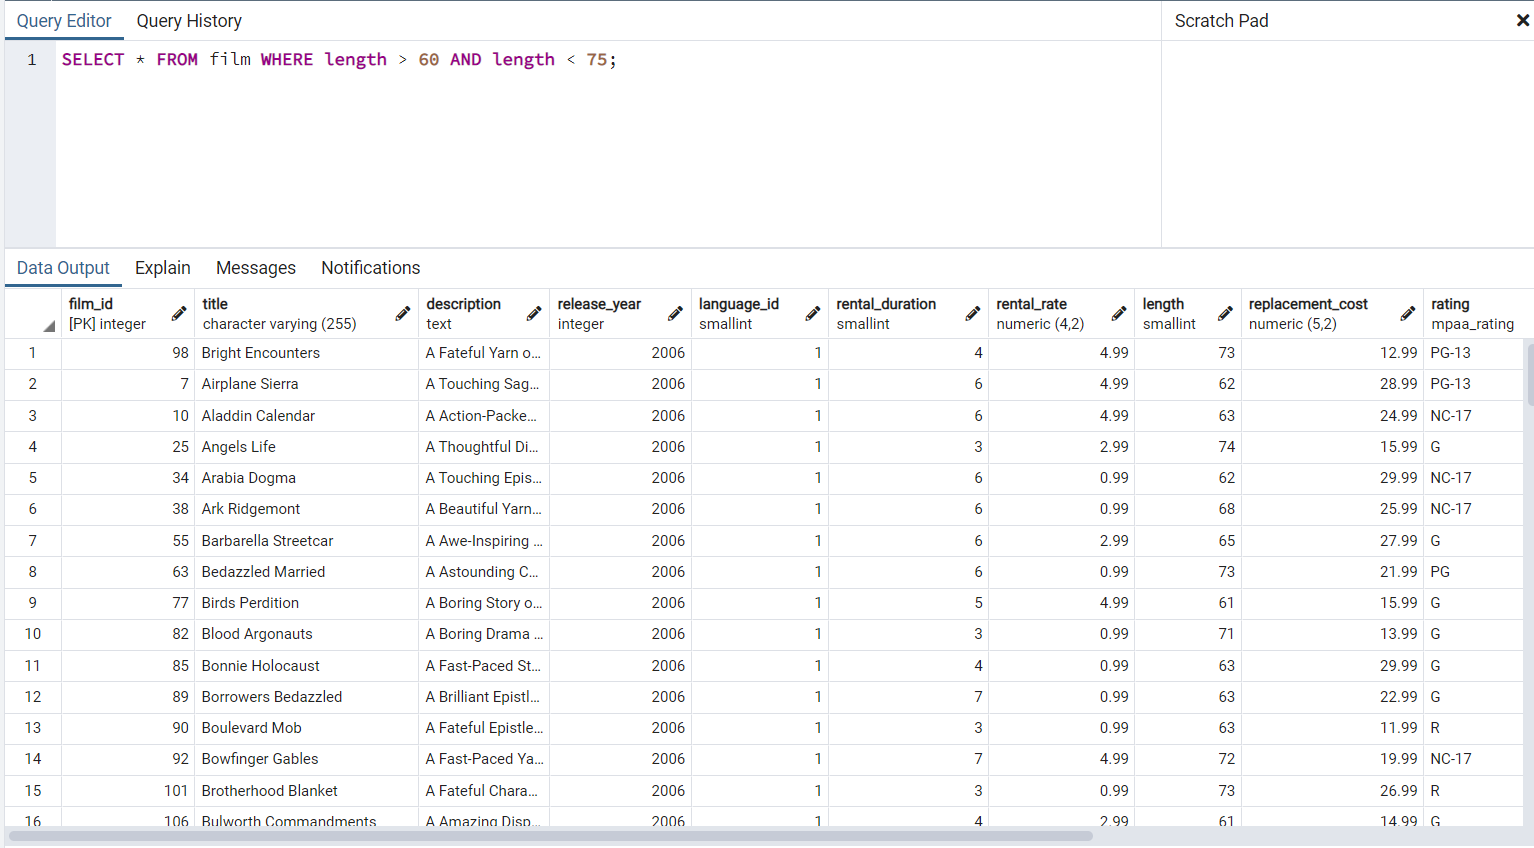 Query Editor Query History Scratch Pad
1 SELECT * FROM film WHERE length > 60 AND length < 75;
Data Output Explain Messages Notifications
film_id title description release_year language_id rental_duration rental_rate length replacement_cost rating
[PK] integer character varying (255) text integer smallint smallint numeric (4,2) smallint numeric (5,2) mpaa_rating
1 98 Bright Encounters A Fateful Yarn o... 2006 1 4 4.99 73 12.99 PG-13
2 7 Airplane Sierra A Touching Sag... 2006 1 6 4.99 62 28.99 PG-13
3 10 Aladdin Calendar A Action-Packe... 2006 1 6 4.99 63 24.99 NC-17
4 25 Angels Life A Thoughtful Di... 2006 1 3 2.99 74 15.99 G
5 34 Arabia Dogma A Touching Epis... 2006 1 6 0.99 62 29.99 NC-17
6 38 Ark Ridgemont A Beautiful Yarn... 2006 1 6 0.99 68 25.99 NC-17
7 55 Barbarella Streetcar A Awe-Inspiring ... 2006 1 6 2.99 65 27.99 G
8 63 Bedazzled Married A Astounding C... 2006 1 6 0.99 73 21.99 PG
9 77 Birds Perdition A Boring Story o... 2006 1 5 4.99 61 15.99 G
10 82 Blood Argonauts A Boring Drama ... 2006 1 3 0.99 71 13.99 G
11 85 Bonnie Holocaust A Fast-Paced St... 2006 1 4 0.99 63 29.99 G
12 89 Borrowers Bedazzled A Brilliant Epistl... 2006 1 7 0.99 63 22.99 G
13 90 Boulevard Mob A Fateful Epistle... 2006 1 3 0.99 63 11.99 R
14 92 Bowfinger Gables A Fast-Paced Ya... 2006 1 7 4.99 72 19.99 NC-17
15 101 Brotherhood Blanket A Fateful Chara... 2006 1 3 0.99 73 26.99 R
16 106 Bulworth Commandments A Amazing Disp... 2006 1 4 2.99 61 14.99 G